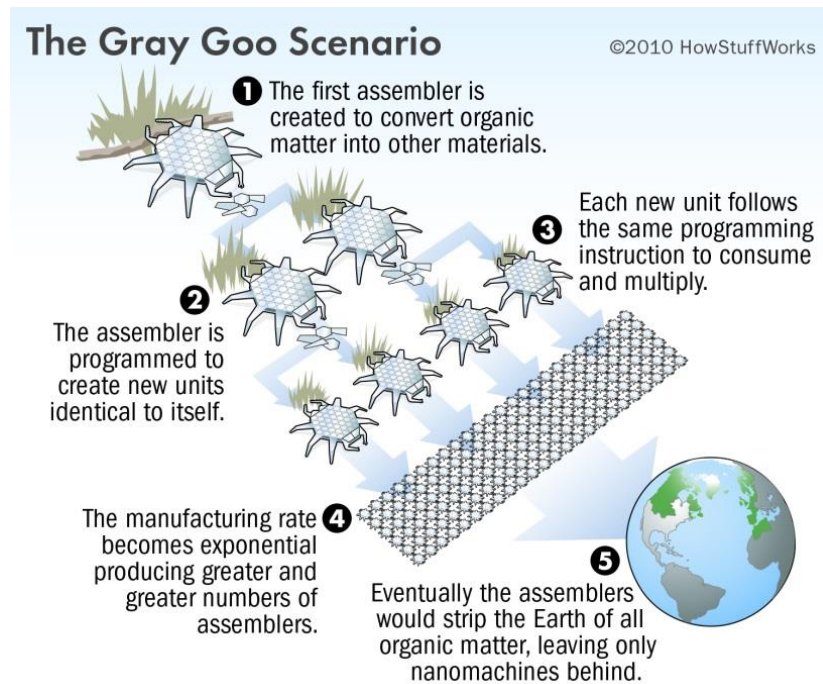 The Gray Goo Scenario
©2010 HowStuffWorks
1 The first assembler is
created to convert organic
matter into other materials.
2
The assembler is
programmed to
create new units
identical to itself.
3
Each new unit follows
the same programming
instruction to consume
and multiply.
The manufacturing rate 4
becomes exponential
producing greater and
greater numbers of
assemblers.
5
Eventually the assemblers
would strip the Earth of all
organic matter, leaving only
nanomachines behind.